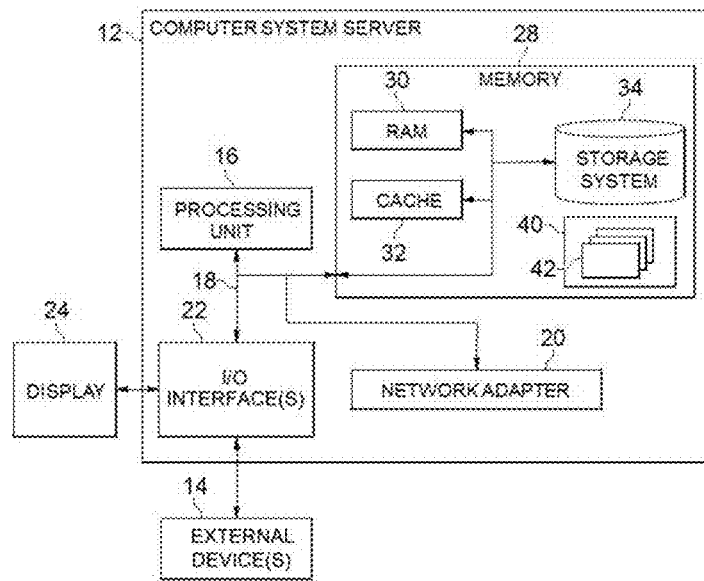 12
COMPUTER SYSTEM SERVER
28
MEMORY
30
RAM
34
STORAGE
SYSTEM
16
PROCESSING
UNIT
CACHE
32
40
42
18
24
22
DISPLAY
I/O
INTERFACE(S)
20
NETWORK ADAPTER
14
EXTERNAL
DEVICE(S)